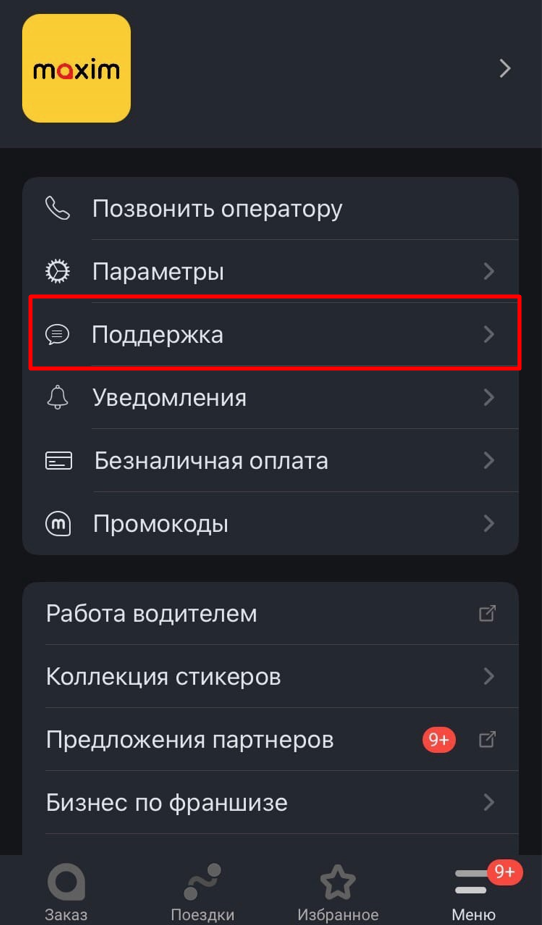 maxim
Позвонить оператору
Параметры
Поддержка
Уведомления
Безналичная оплата
m Промокоды
Работа водителем
Коллекция стикеров
Предложения партнеров 9+
Бизнес по франшизе
9+
Заказ Поездки Избранное Меню